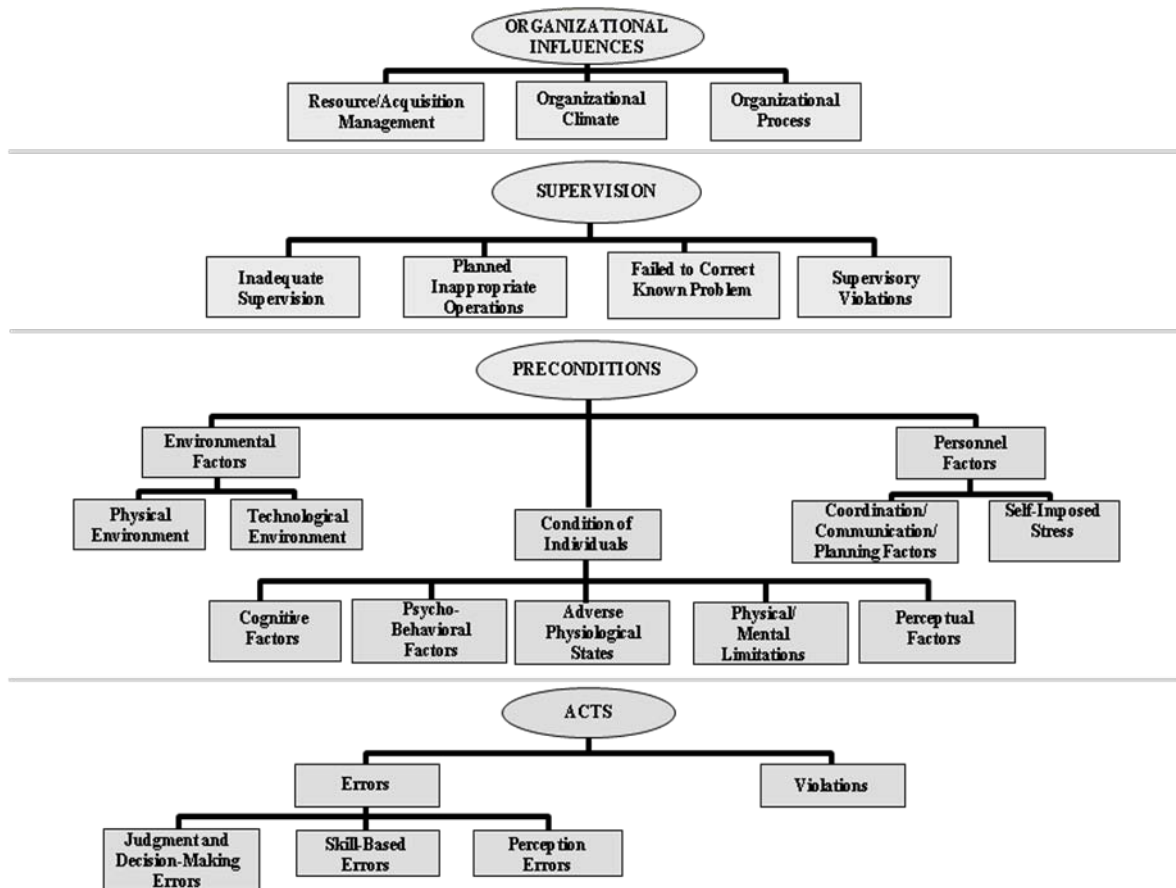 ORGANIZATIONAL
INFLUENCES
Resource/Acquisition
Management
Organizational
Climate
Organizational
Process
SUPERVISION
Inadequate
Supervision
Planned
Inappropriate
Operations
Failed to Correct
Known Problem
Supervisory
Violations
PRECONDITIONS
Environmental
Factors
Personnel
Factors
Physical
Environment
Technological
Environment
Condition of
Individuals
Coordination/
Communication/
Planning Factors
Self-Imposed
Stress
Cognitive
Factors
Psycho-
Behavioral
Factors
Adverse
Physiological
States
Physical/
Mental
Limitations
Perceptual
Factors
ACTS
Errors
Violations
Judgment and
Decision-Making
Errors
Skill-Based
Errors
Perception
Errors